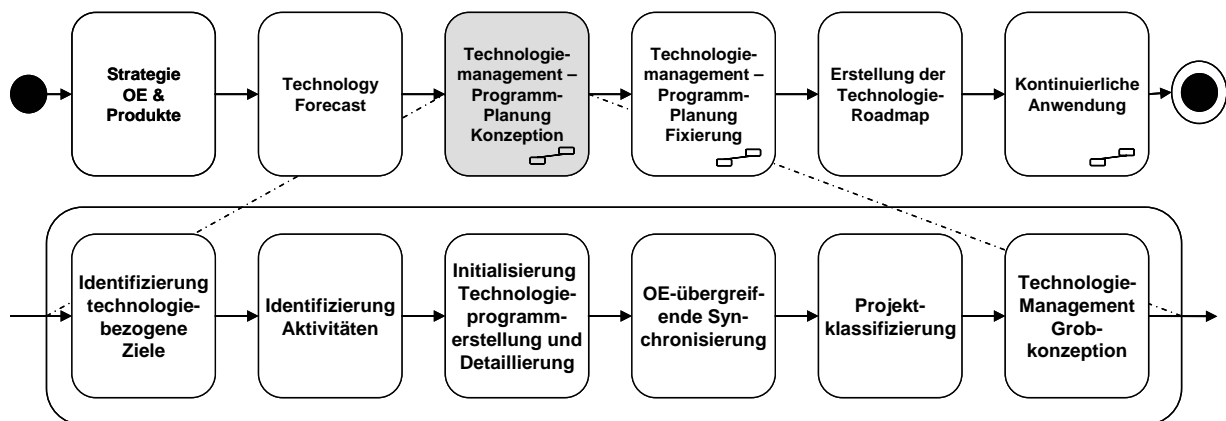 Strategie
OE &
Produkte
Technology
Forecast
Technologie-
management –
Programm-
Planung
Konzeption
Technologie-
management –
Programm-
Planung
Fixierung
Erstellung der
Technologie-
Roadmap
Kontinuierliche
Anwendung
Identifizierung
technologie-
bezogene
Ziele
Identifizierung
Aktivitäten
Initialisierung
Technologie-
programm-
erstellung und
Detaillierung
OE-übergreif-
ende Syn-
chronisierung
Projekt-
klassifizierung
Technologie-
Management
Grob-
konzeption